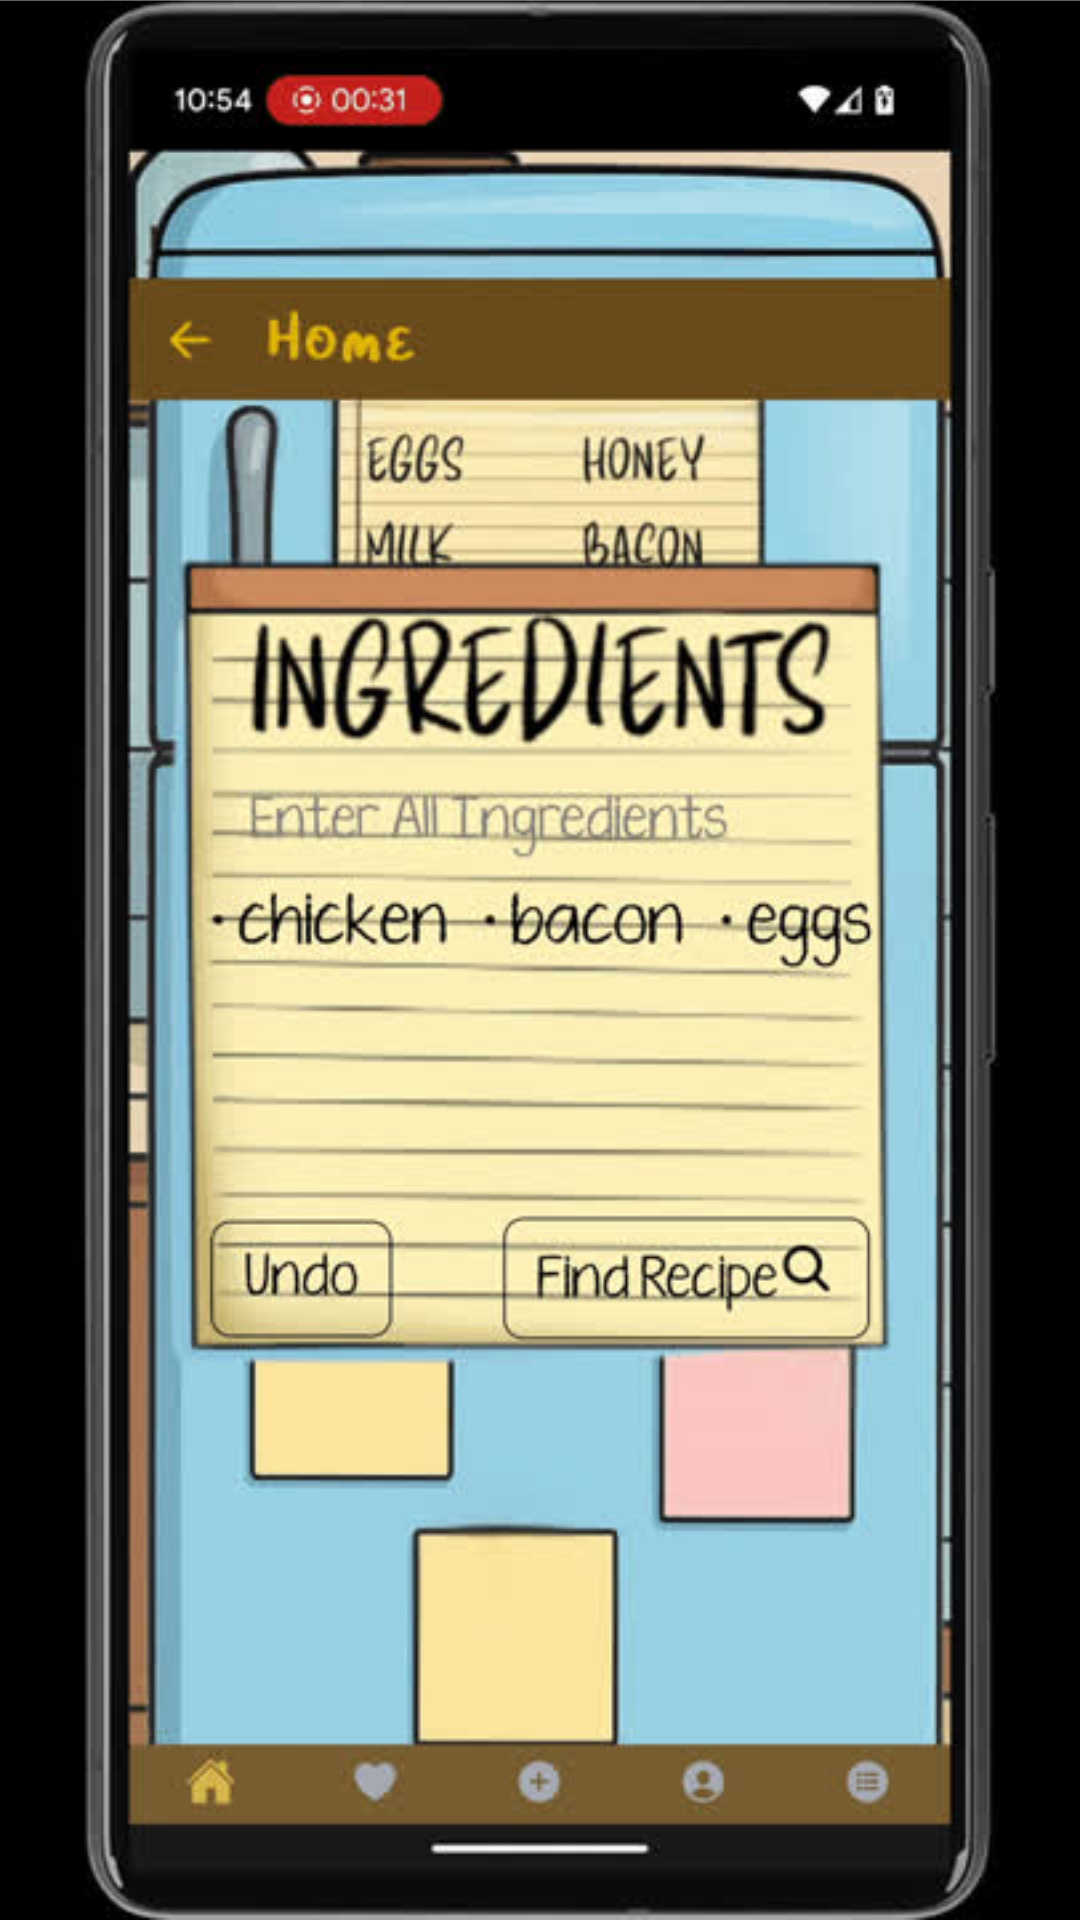 10:54 00:31
Home
EGGS HONEY
MILK BACON
INGREDIENTS
Enter All Ingredients
• chicken • bacon • eggs
Undo Find Recipe